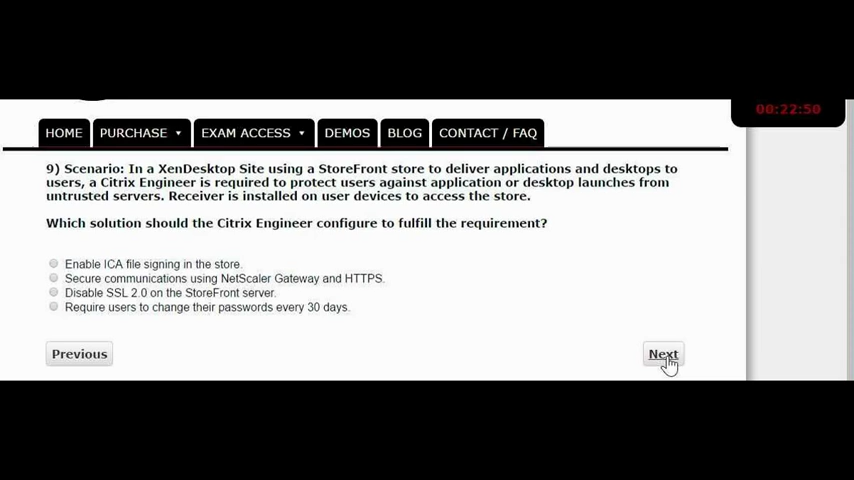 00:22:50
HOME PURCHASE EXAM ACCESS DEMOS BLOG CONTACT / FAQ
9) Scenario: In a XenDesktop Site using a StoreFront store to deliver applications and desktops to
users, a Citrix Engineer is required to protect users against application or desktop launches from
untrusted servers. Receiver is installed on user devices to access the store.
Which solution should the Citrix Engineer configure to fulfill the requirement?
Enable ICA file signing in the store.
Secure communications using NetScaler Gateway and HTTPS.
Disable SSL 2.0 on the StoreFront server.
Require users to change their passwords every 30 days.
Previous Next